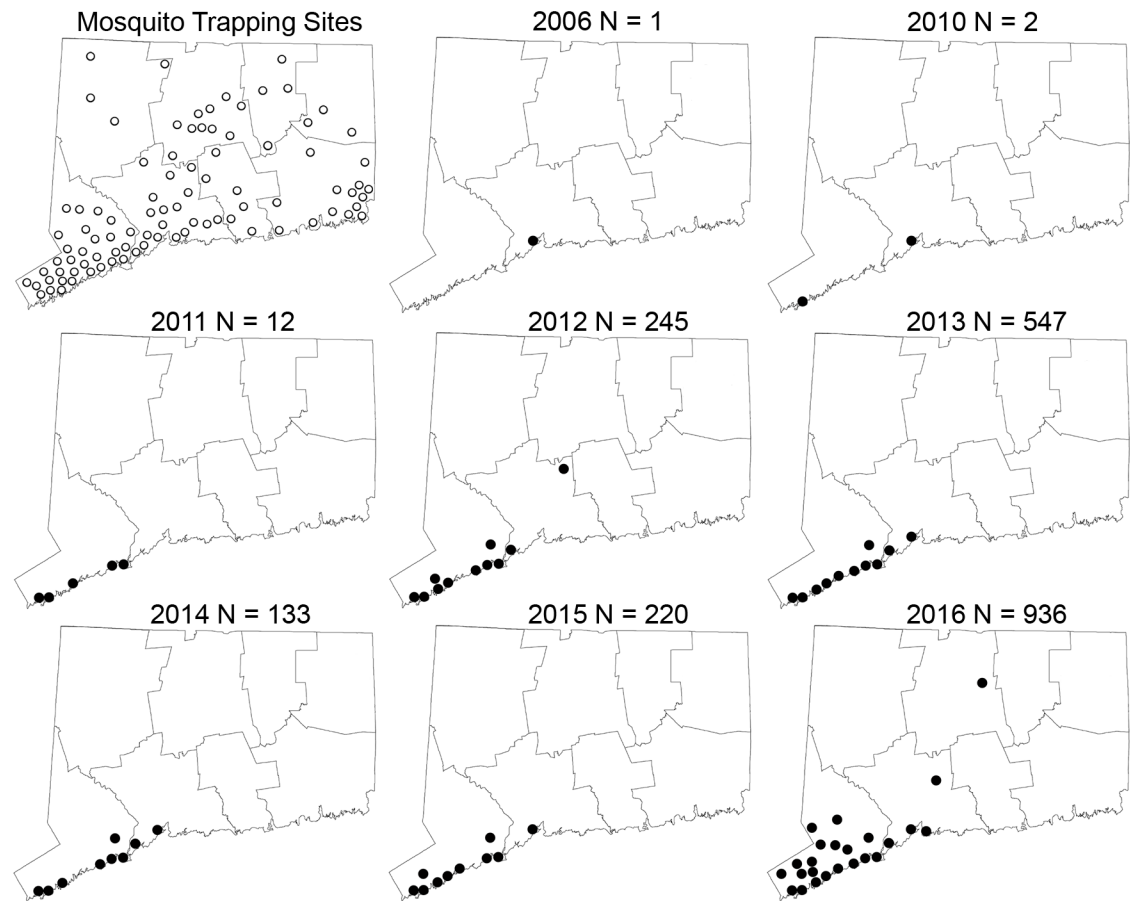 Mosquito Trapping Sites
2006 N = 1
2010 N = 2
2011 N = 12
2012 N = 245
2013 N = 547
2014 N = 133
2015 N = 220
2016 N = 936